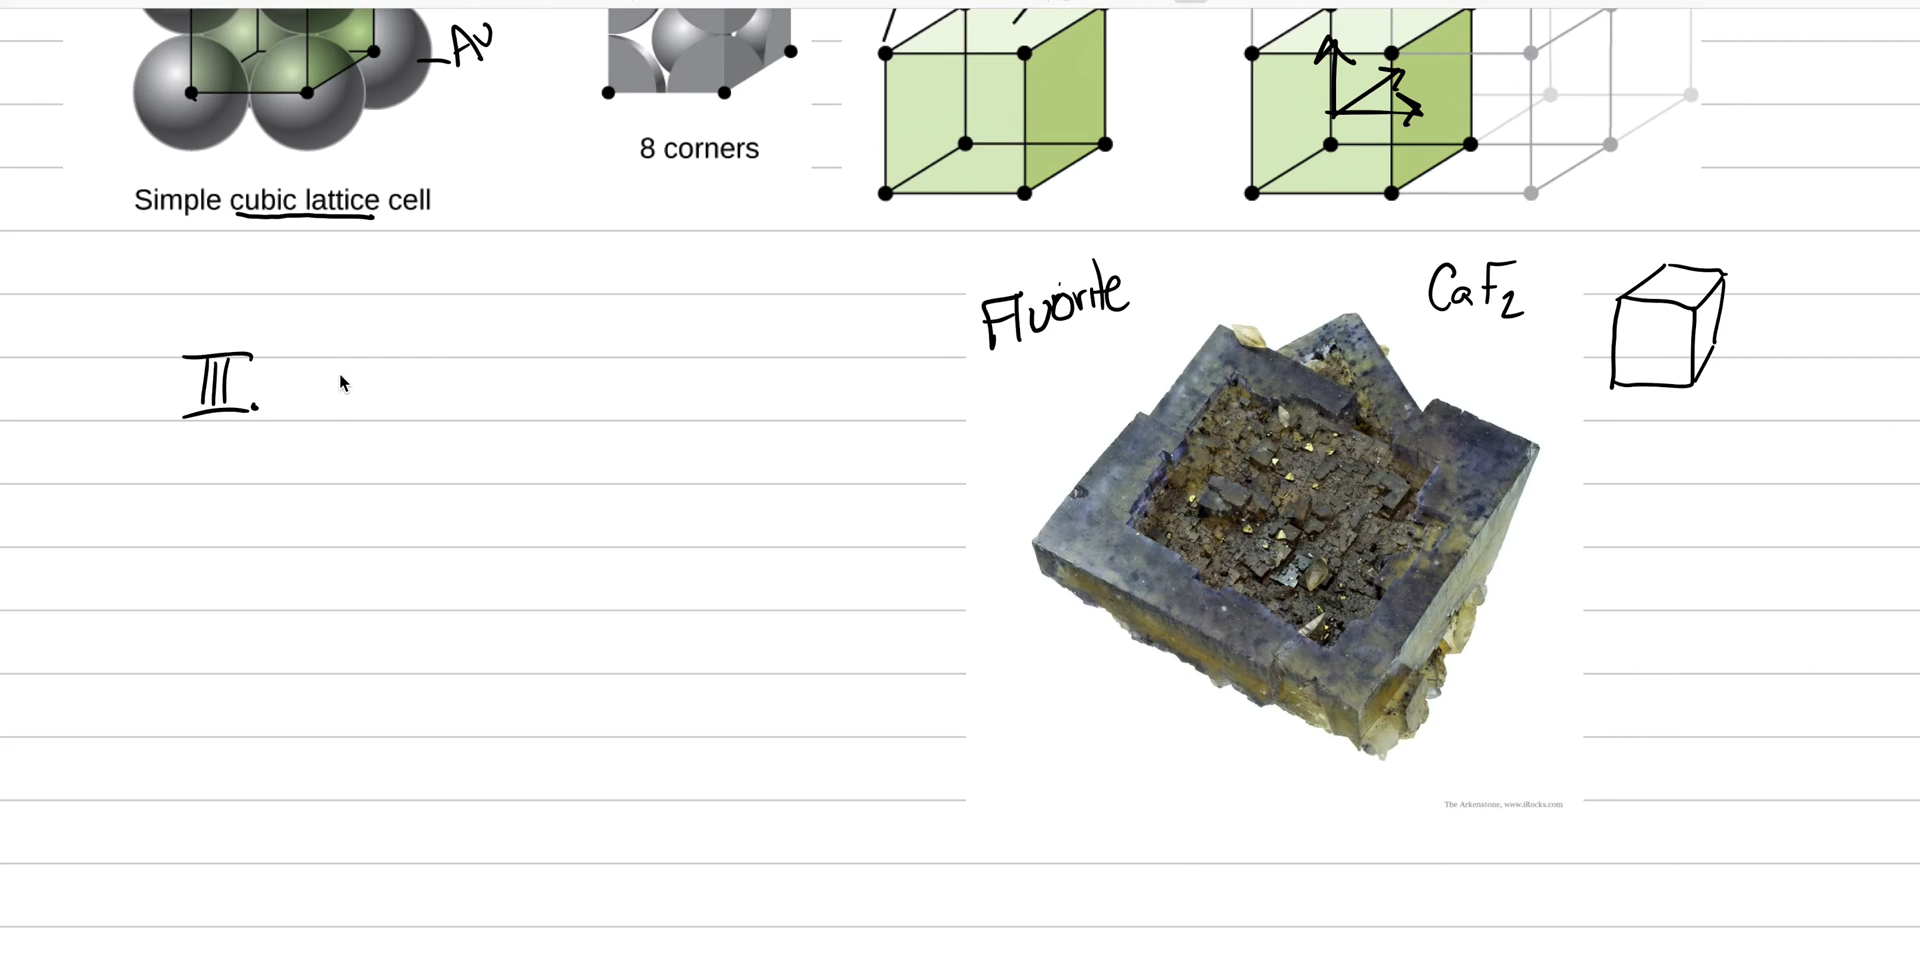 Au
8 corners
Simple cubic lattice cell
Fluorite
CaF2
III.
The Arkenstone, www.iRocks.com